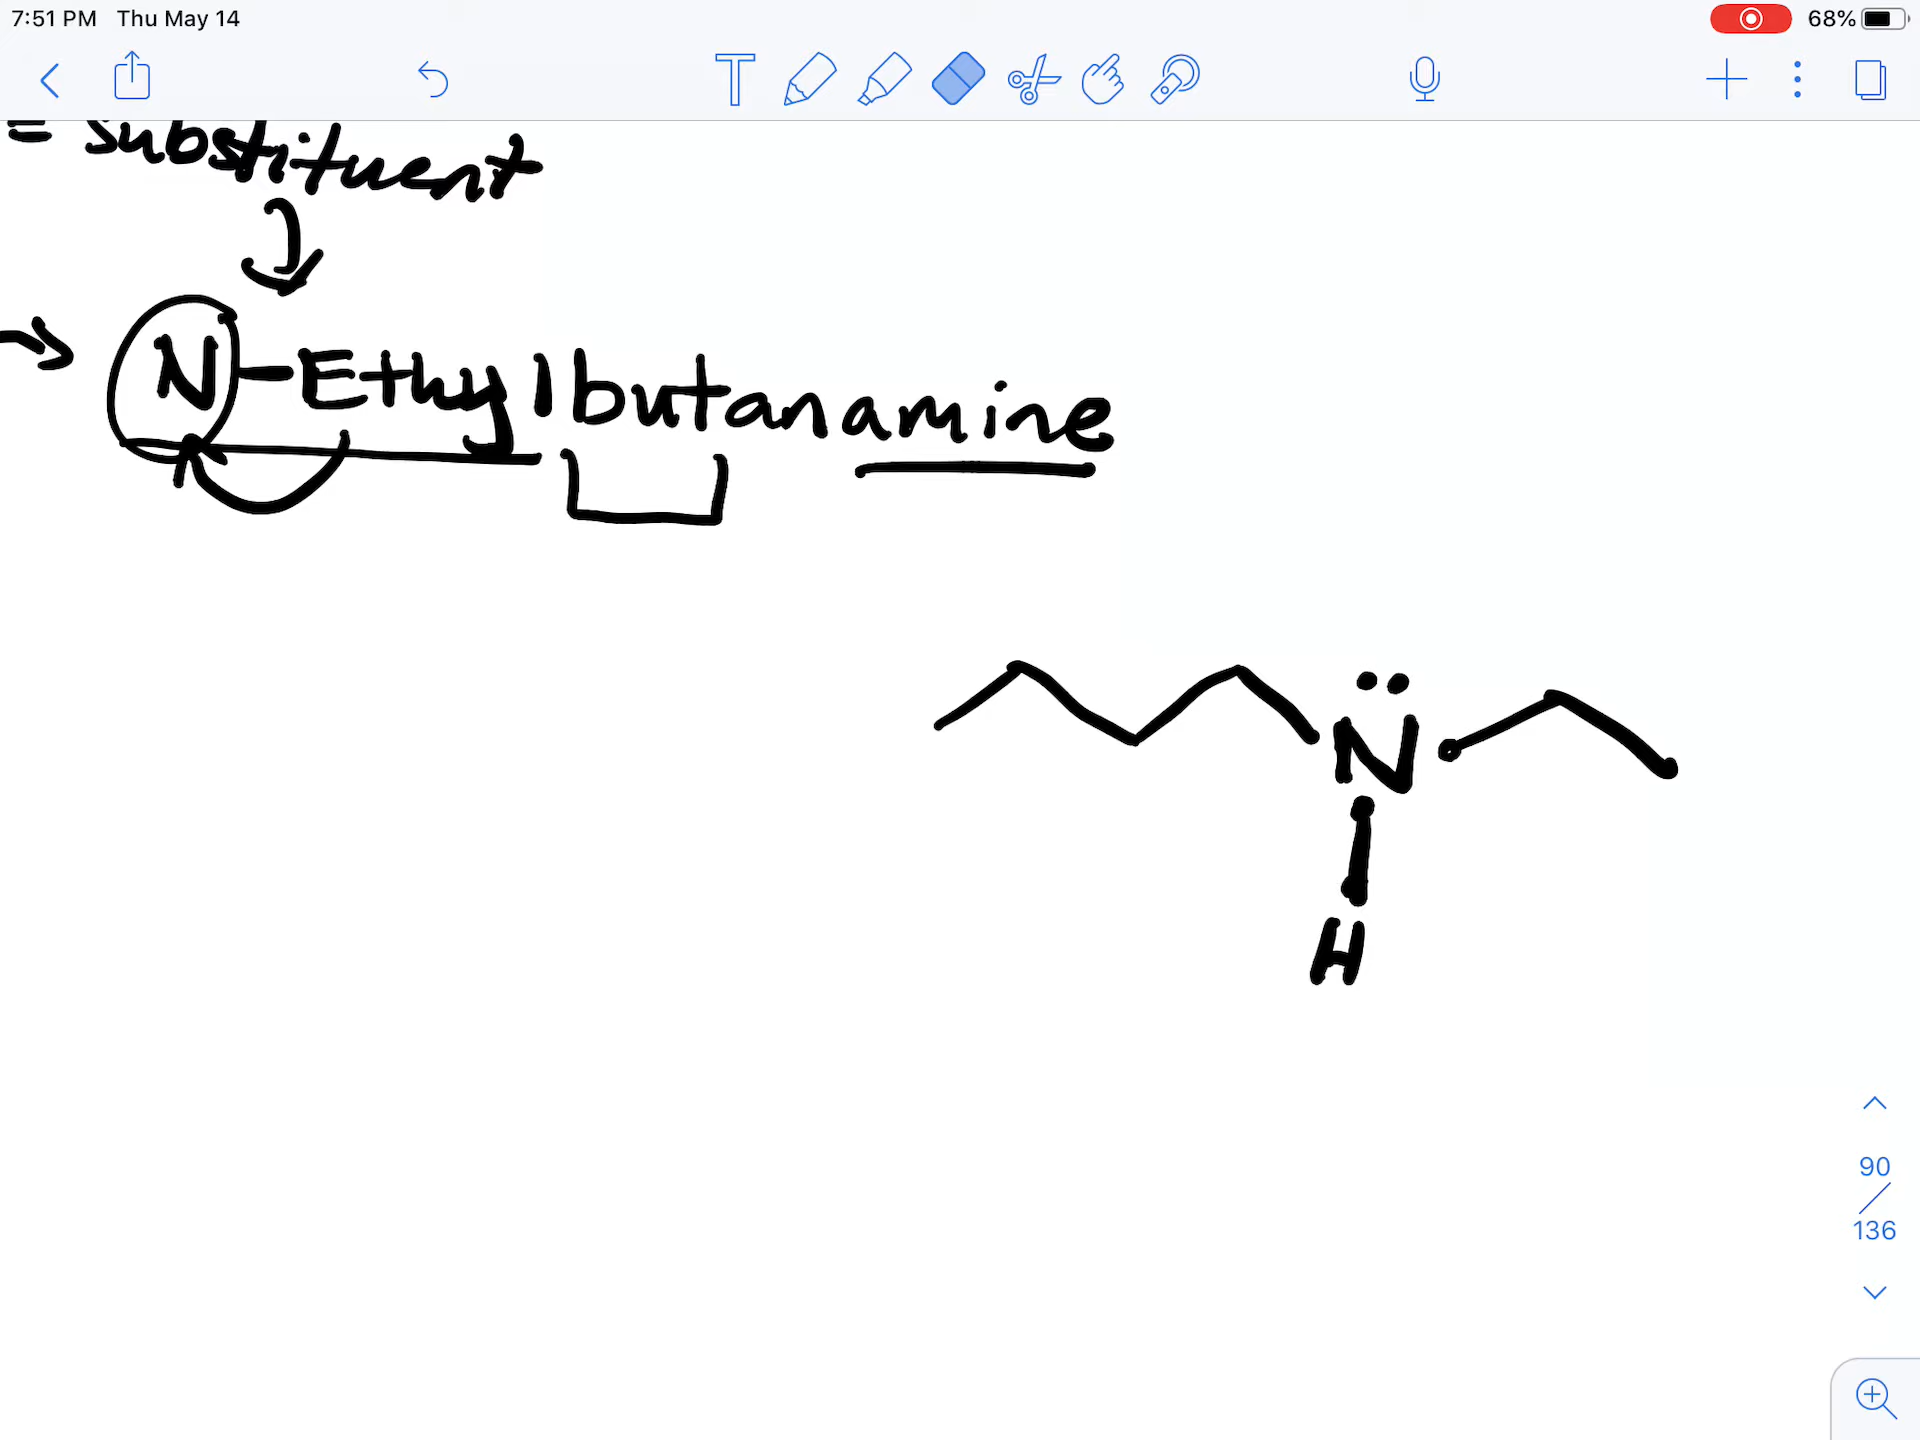 7:51 PM Thu May 14
68%
T
= substituent
N-Ethylbutanamine
N
H
90
136